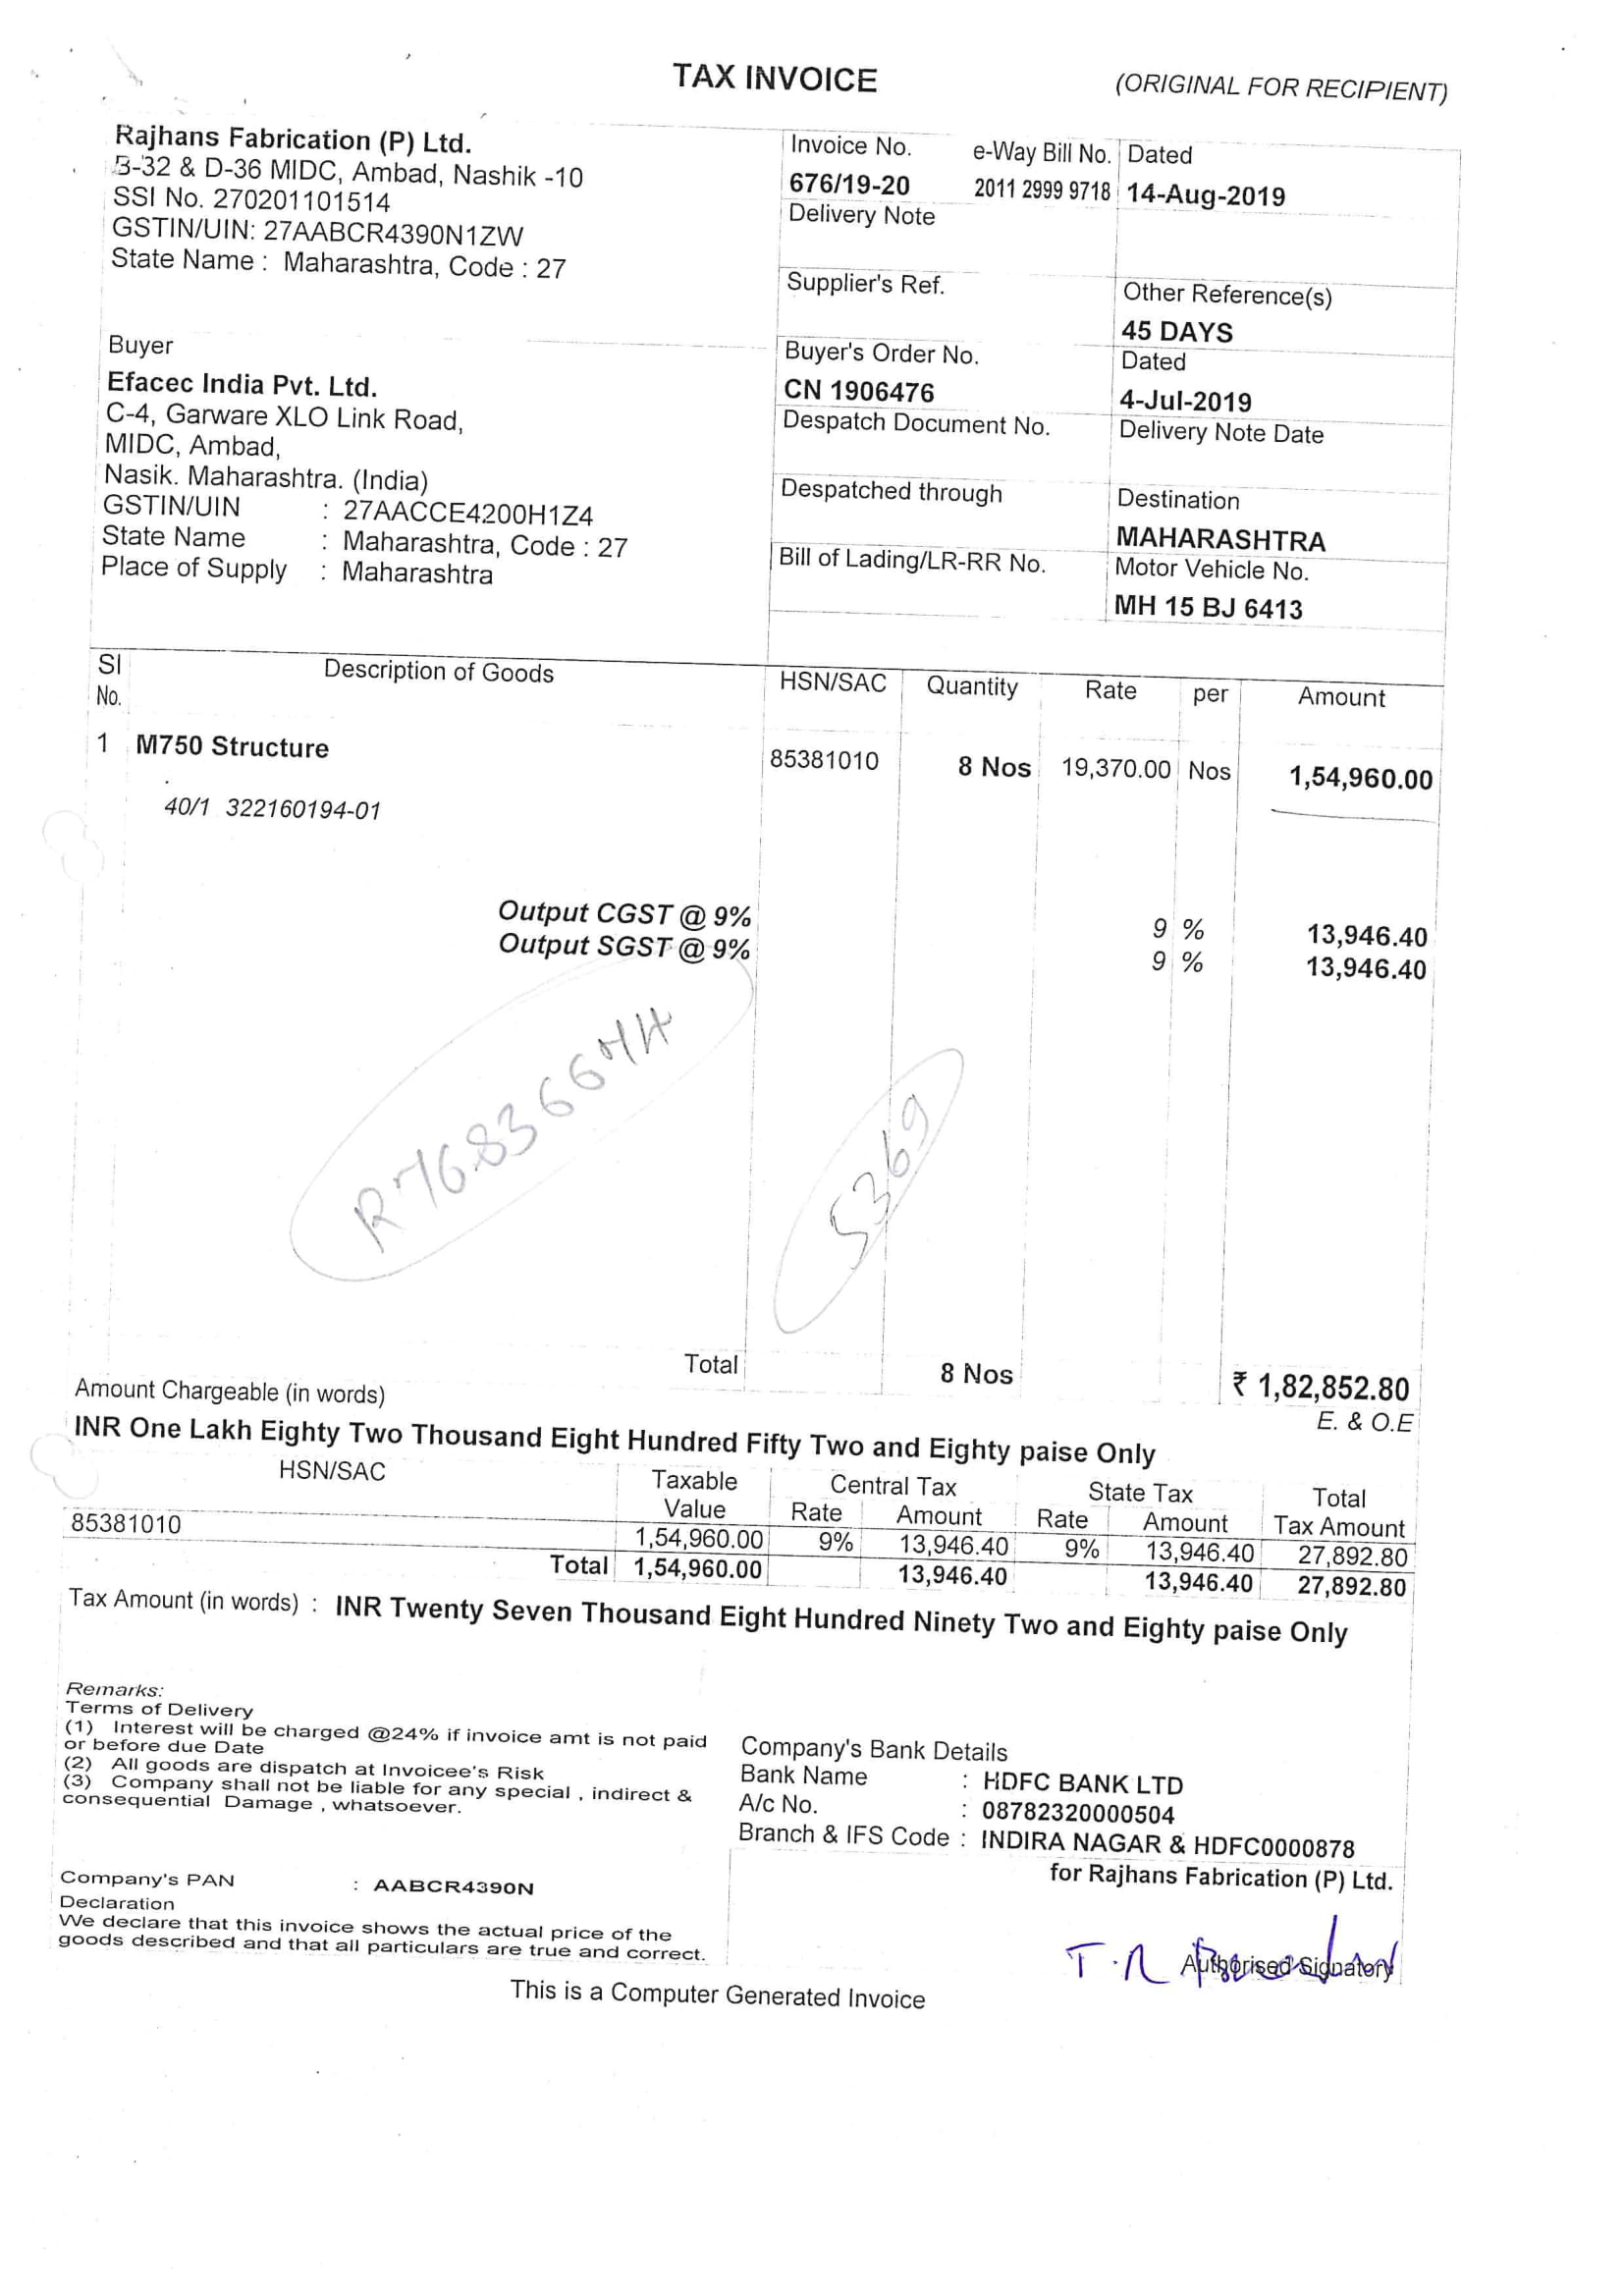 TAX INVOICE
(ORIGINAL FOR RECIPIENT)
Rajhans Fabrication (P) Ltd.
B-32 & D-36 MIDC, Ambad, Nashik -10
SSI No. 270201101514
GSTIN/UIN: 27AABCR4390N1ZW
State Name : Maharashtra, Code : 27
Invoice No. e-Way Bill No. Dated
676/19-20 2011 2999 9718 14-Aug-2019
Delivery Note
Supplier's Ref. Other Reference(s)
45 DAYS
Buyer
Efacec India Pvt. Ltd.
C-4, Garware XLO Link Road,
MIDC, Ambad,
Nasik. Maharashtra. (India)
GSTIN/UIN : 27AACCE4200H1Z4
State Name : Maharashtra, Code : 27
Place of Supply : Maharashtra
Buyer's Order No. Dated
CN 1906476 4-Jul-2019
Despatch Document No. Delivery Note Date
Despatched through Destination
MAHARASHTRA
Bill of Lading/LR-RR No. Motor Vehicle No.
MH 15 BJ 6413
Sl No. Description of Goods HSN/SAC Quantity Rate per Amount
1 M750 Structure 85381010 8 Nos 19,370.00 Nos 1,54,960.00
40/1 322160194-01
Output CGST @ 9% 9 % 13,946.40
Output SGST @ 9% 9 % 13,946.40
5369
Total 8 Nos ₹ 1,82,852.80
Amount Chargeable (in words) E. & O.E
INR One Lakh Eighty Two Thousand Eight Hundred Fifty Two and Eighty paise Only
HSN/SAC Taxable Central Tax State Tax Total
Value Rate Amount Rate Amount Tax Amount
85381010 1,54,960.00 9% 13,946.40 9% 13,946.40 27,892.80
Total 1,54,960.00 13,946.40 13,946.40 27,892.80
Tax Amount (in words) : INR Twenty Seven Thousand Eight Hundred Ninety Two and Eighty paise Only
Remarks:
Terms of Delivery
(1) Interest will be charged @24% if invoice amt is not paid
or before due Date
(2) All goods are dispatch at Invoicee's Risk
(3) Company shall not be liable for any special , indirect &
consequential Damage , whatsoever.
Company's Bank Details
Bank Name : HDFC BANK LTD
A/c No. : 08782320000504
Branch & IFS Code : INDIRA NAGAR & HDFC0000878
Company's PAN : AABCR4390N
Declaration
We declare that this invoice shows the actual price of the
goods described and that all particulars are true and correct.
for Rajhans Fabrication (P) Ltd.
T.R
Authorised Signatory
This is a Computer Generated Invoice